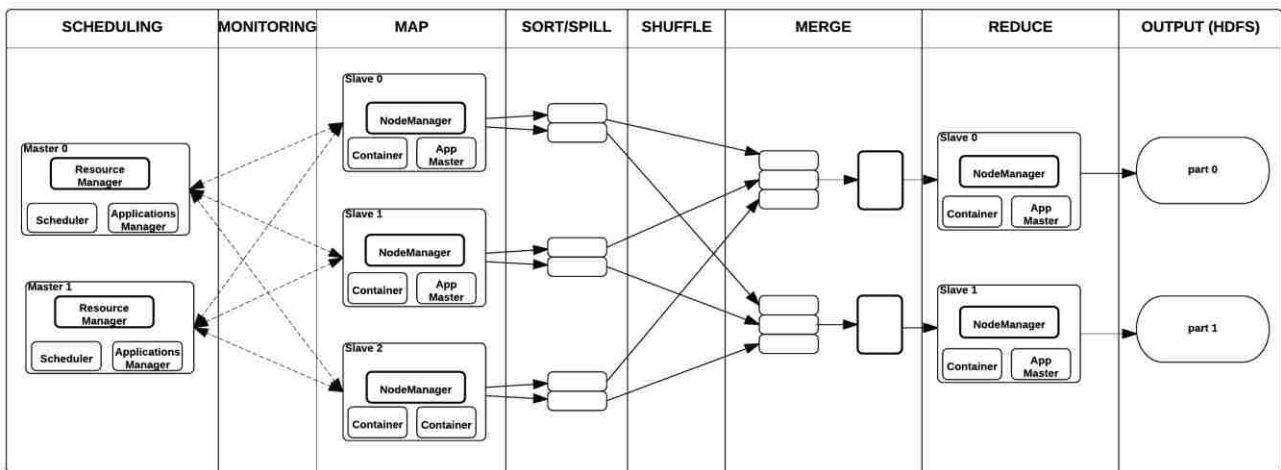 SCHEDULING
MONITORING
MAP
SORT/SPILL
SHUFFLE
MERGE
REDUCE
OUTPUT (HDFS)
Master 0
Resource
Manager
Scheduler
Applications
Manager
Master 1
Resource
Manager
Scheduler
Applications
Manager
Slave 0
NodeManager
Container
App
Master
Slave 1
NodeManager
Container
App
Master
Slave 2
NodeManager
Container
Container
Slave 0
NodeManager
Container
App
Master
Slave 1
NodeManager
Container
App
Master
part 0
part 1